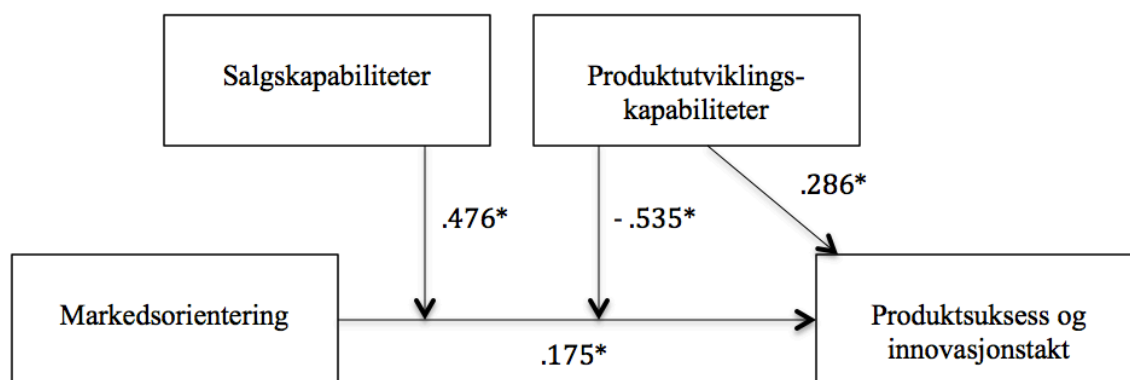 Salgskapabiliteter
Produktutviklings-
kapabiliteter
.476*
- .535*
.286*
Markedsorientering
.175*
Produktsuksess og
innovasjonstakt